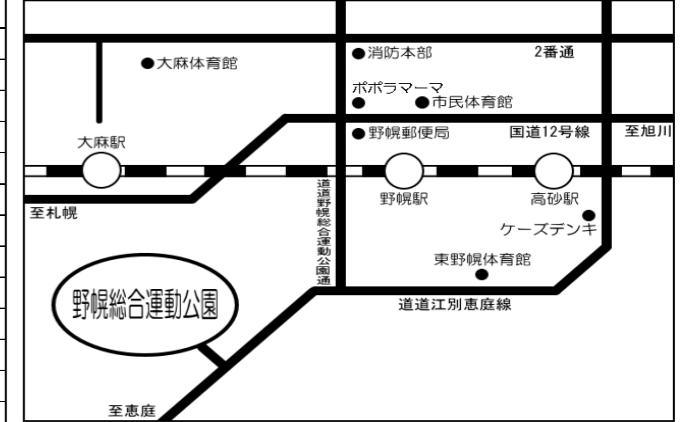 消防本部
2番通
大麻体育館
ポポラマーマ
市民体育館
大麻駅
野幌郵便局
国道12号線
至旭川
野幌駅
高砂駅
至札幌
道道野幌総合運動公園通
ケーズデンキ
東野幌体育館
野幌総合運動公園
道道江別恵庭線
至恵庭